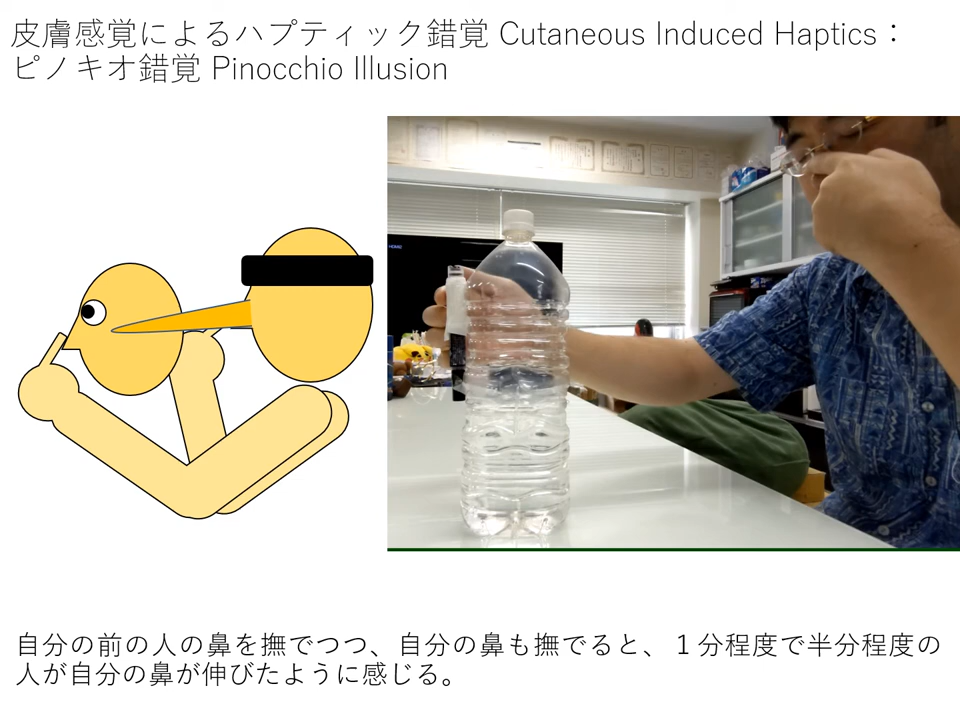 皮膚感覚によるハプティック錯覚 Cutaneous Induced Haptics：
ピノキオ錯覚 Pinocchio Illusion
HOME
自分の前の人の鼻を撫でつつ、自分の鼻も撫でると、１分程度で半分程度の
人が自分の鼻が伸びたように感じる。